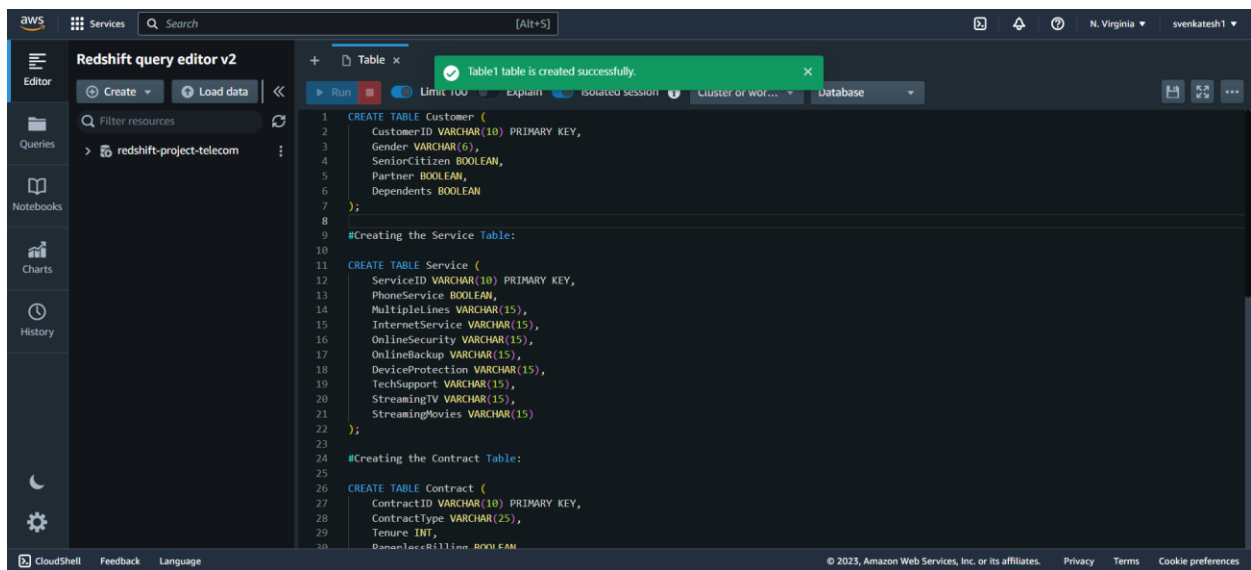 aws
Services
Search
[Alt+S]
N. Virginia
svenkatesh1
Editor
Queries
Notebooks
Charts
History
Redshift query editor v2
Create
Load data
Filter resources
redshift-project-telecom
Table
Table1 table is created successfully.
Run
Limit 100
Explain
Isolated session
Cluster or wor...
Database
1 CREATE TABLE Customer (
2 CustomerID VARCHAR(10) PRIMARY KEY,
3 Gender VARCHAR(6),
4 SeniorCitizen BOOLEAN,
5 Partner BOOLEAN,
6 Dependents BOOLEAN
7 );
8
9 #Creating the Service Table:
10
11 CREATE TABLE Service (
12 ServiceID VARCHAR(10) PRIMARY KEY,
13 PhoneService BOOLEAN,
14 MultipleLines VARCHAR(15),
15 InternetService VARCHAR(15),
16 OnlineSecurity VARCHAR(15),
17 OnlineBackup VARCHAR(15),
18 DeviceProtection VARCHAR(15),
19 TechSupport VARCHAR(15),
20 StreamingTV VARCHAR(15),
21 StreamingMovies VARCHAR(15)
22 );
23
24 #Creating the Contract Table:
25
26 CREATE TABLE Contract (
27 ContractID VARCHAR(10) PRIMARY KEY,
28 ContractType VARCHAR(25),
29 Tenure INT,
30 PaperlessBilling BOOLEAN
CloudShell
Feedback
Language
© 2023, Amazon Web Services, Inc. or its affiliates.
Privacy
Terms
Cookie preferences